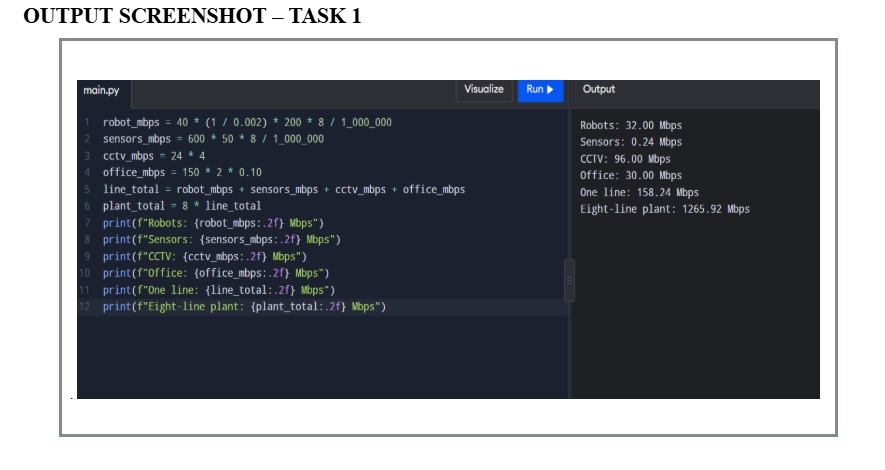 OUTPUT SCREENSHOT – TASK 1
main.py
Visualize
Run
Output
1 robot_mbps = 40 * (1 / 0.002) * 200 * 8 / 1_000_000
2 sensors_mbps = 600 * 50 * 8 / 1_000_000
3 cctv_mbps = 24 * 4
4 office_mbps = 150 * 2 * 0.10
5 line_total = robot_mbps + sensors_mbps + cctv_mbps + office_mbps
6 plant_total = 8 * line_total
7 print(f"Robots: {robot_mbps:.2f} Mbps")
8 print(f"Sensors: {sensors_mbps:.2f} Mbps")
9 print(f"CCTV: {cctv_mbps:.2f} Mbps")
10 print(f"Office: {office_mbps:.2f} Mbps")
11 print(f"One line: {line_total:.2f} Mbps")
12 print(f"Eight-line plant: {plant_total:.2f} Mbps")
Robots: 32.00 Mbps
Sensors: 0.24 Mbps
CCTV: 96.00 Mbps
Office: 30.00 Mbps
One line: 158.24 Mbps
Eight-line plant: 1265.92 Mbps
.